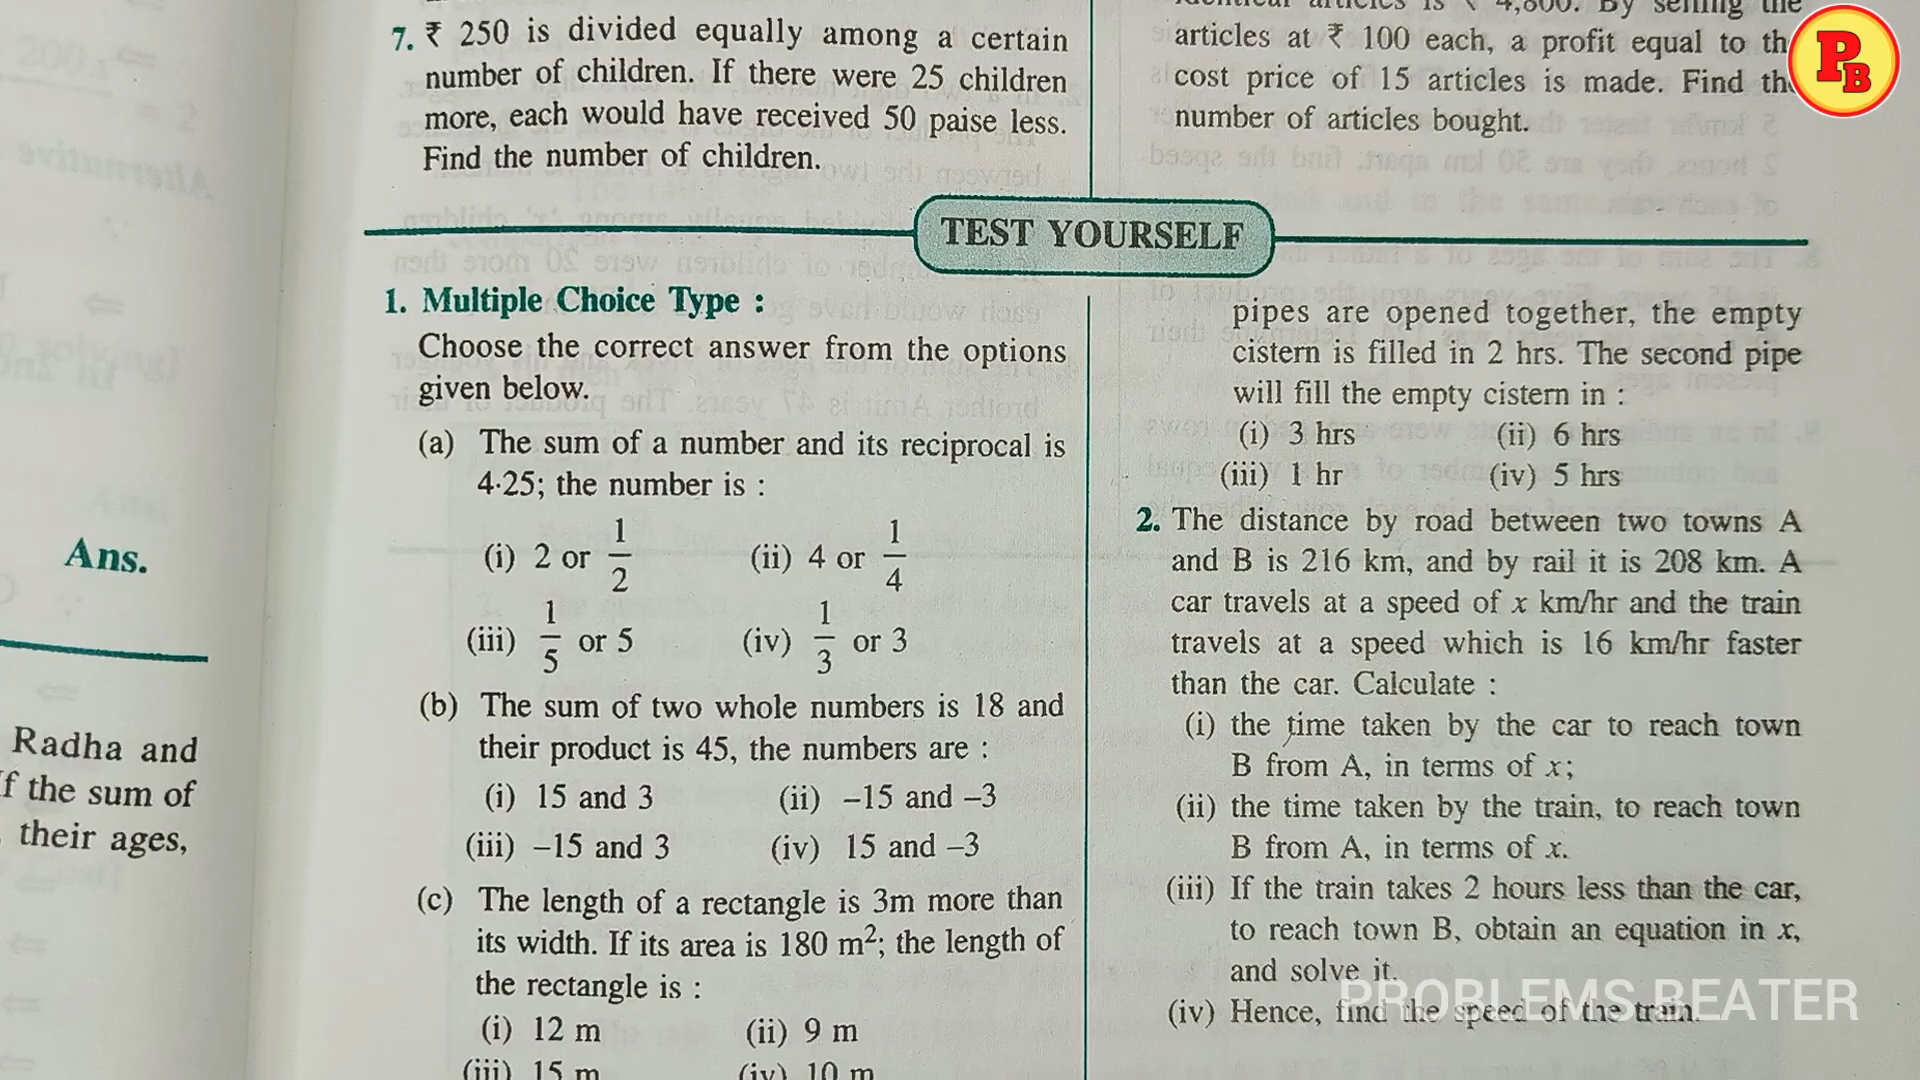 200
= 2
Ans.
Radha and
f the sum of
their ages,
7. ₹ 250 is divided equally among a certain
number of children. If there were 25 children
more, each would have received 50 paise less.
Find the number of children.
articles is ₹ 4,800. By selling the
articles at ₹ 100 each, a profit equal to th
cost price of 15 articles is made. Find th
number of articles bought.
PB
TEST YOURSELF
1. Multiple Choice Type :
Choose the correct answer from the options
given below.
(a) The sum of a number and its reciprocal is
4·25; the number is :
(i) 2 or 1/2 (ii) 4 or 1/4
(iii) 1/5 or 5 (iv) 1/3 or 3
(b) The sum of two whole numbers is 18 and
their product is 45, the numbers are :
(i) 15 and 3 (ii) –15 and –3
(iii) –15 and 3 (iv) 15 and –3
(c) The length of a rectangle is 3m more than
its width. If its area is 180 m²; the length of
the rectangle is :
(i) 12 m (ii) 9 m
(iii) 15 m (iv) 10 m
pipes are opened together, the empty
cistern is filled in 2 hrs. The second pipe
will fill the empty cistern in :
(i) 3 hrs (ii) 6 hrs
(iii) 1 hr (iv) 5 hrs
2. The distance by road between two towns A
and B is 216 km, and by rail it is 208 km. A
car travels at a speed of x km/hr and the train
travels at a speed which is 16 km/hr faster
than the car. Calculate :
(i) the time taken by the car to reach town
B from A, in terms of x;
(ii) the time taken by the train, to reach town
B from A, in terms of x.
(iii) If the train takes 2 hours less than the car,
to reach town B, obtain an equation in x,
and solve it.
(iv) Hence, find the speed of the train.
PROBLEMS BEATER